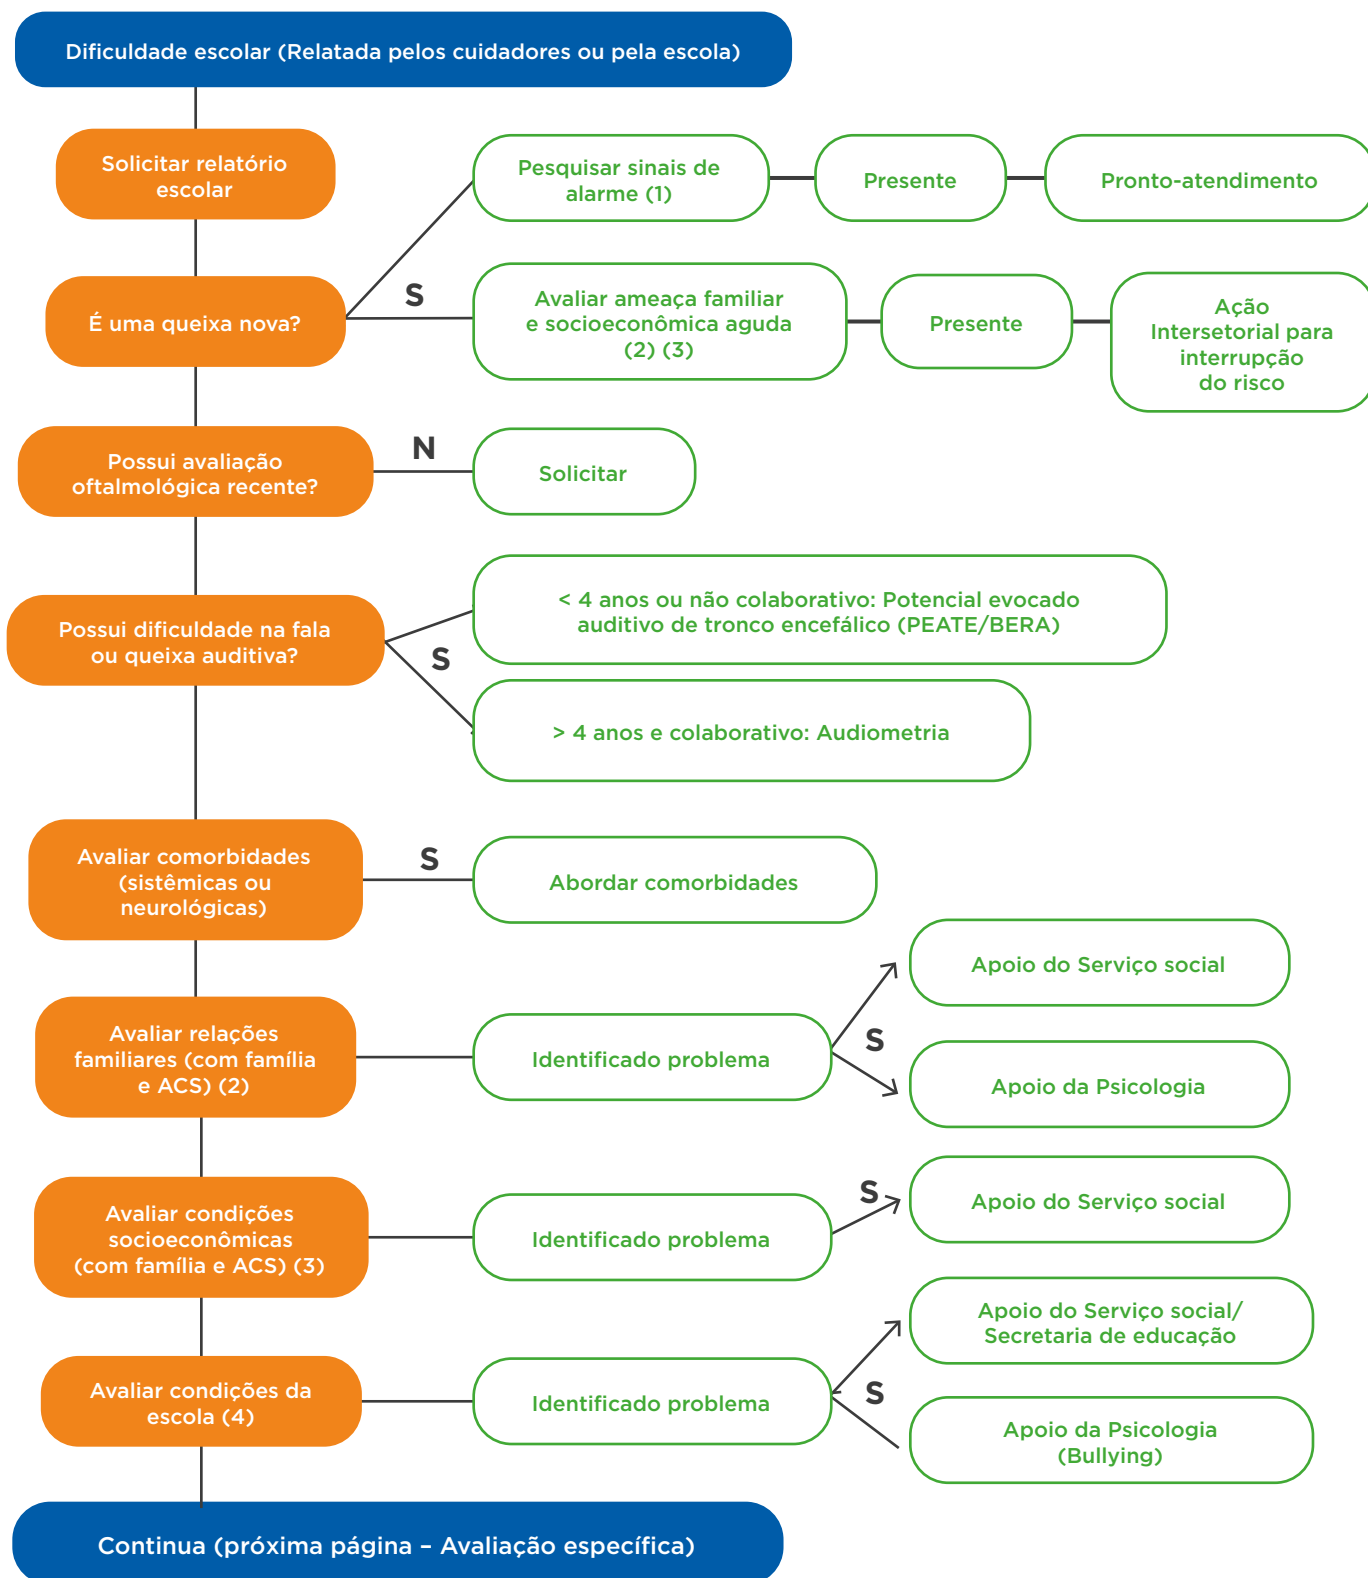 Dificuldade escolar (Relatada pelos cuidadores ou pela escola)
Solicitar relatório
escolar
Pesquisar sinais de
alarme (1)
Presente
Pronto-atendimento
É uma queixa nova?
S
Avaliar ameaça familiar
e socioeconômica aguda
(2) (3)
Presente
Ação
Intersetorial para
interrupção
do risco
Possui avaliação
oftalmológica recente?
N
Solicitar
Possui dificuldade na fala
ou queixa auditiva?
S
< 4 anos ou não colaborativo: Potencial evocado
auditivo de tronco encefálico (PEATE/BERA)
> 4 anos e colaborativo: Audiometria
Avaliar comorbidades
(sistêmicas ou
neurológicas)
S
Abordar comorbidades
Avaliar relações
familiares (com família
e ACS) (2)
Identificado problema
S
Apoio do Serviço social
Apoio da Psicologia
Avaliar condições
socioeconômicas
(com família e ACS) (3)
Identificado problema
S
Apoio do Serviço social
Avaliar condições da
escola (4)
Identificado problema
S
Apoio do Serviço social/
Secretaria de educação
Apoio da Psicologia
(Bullying)
Continua (próxima página – Avaliação específica)